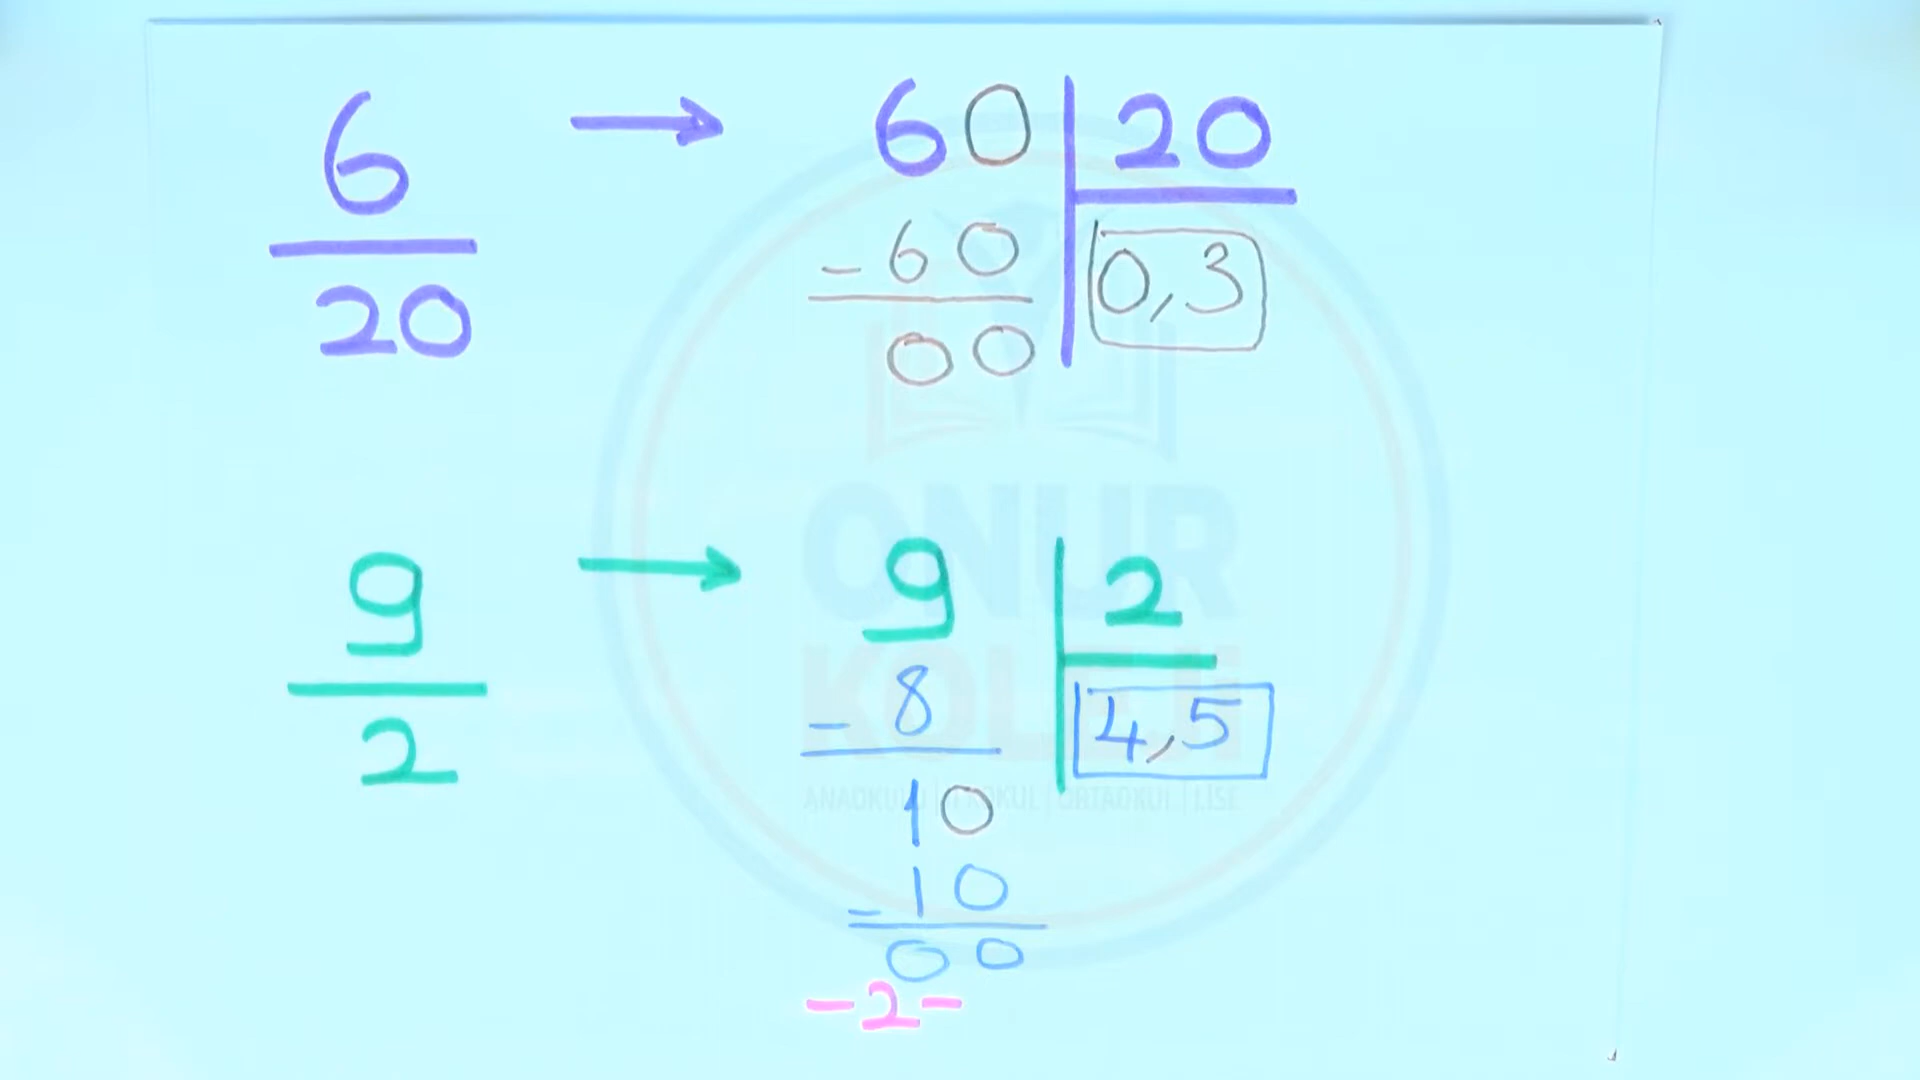 6 → 60 | 20
20
- 60 0,3
00
9 → 9 | 2
2
- 8 4,5
10
- 10
00
- 2 -
ONUR
KOLEJİ
ANAOKULU | İLKOKUL | ORTAOKUL | LİSE